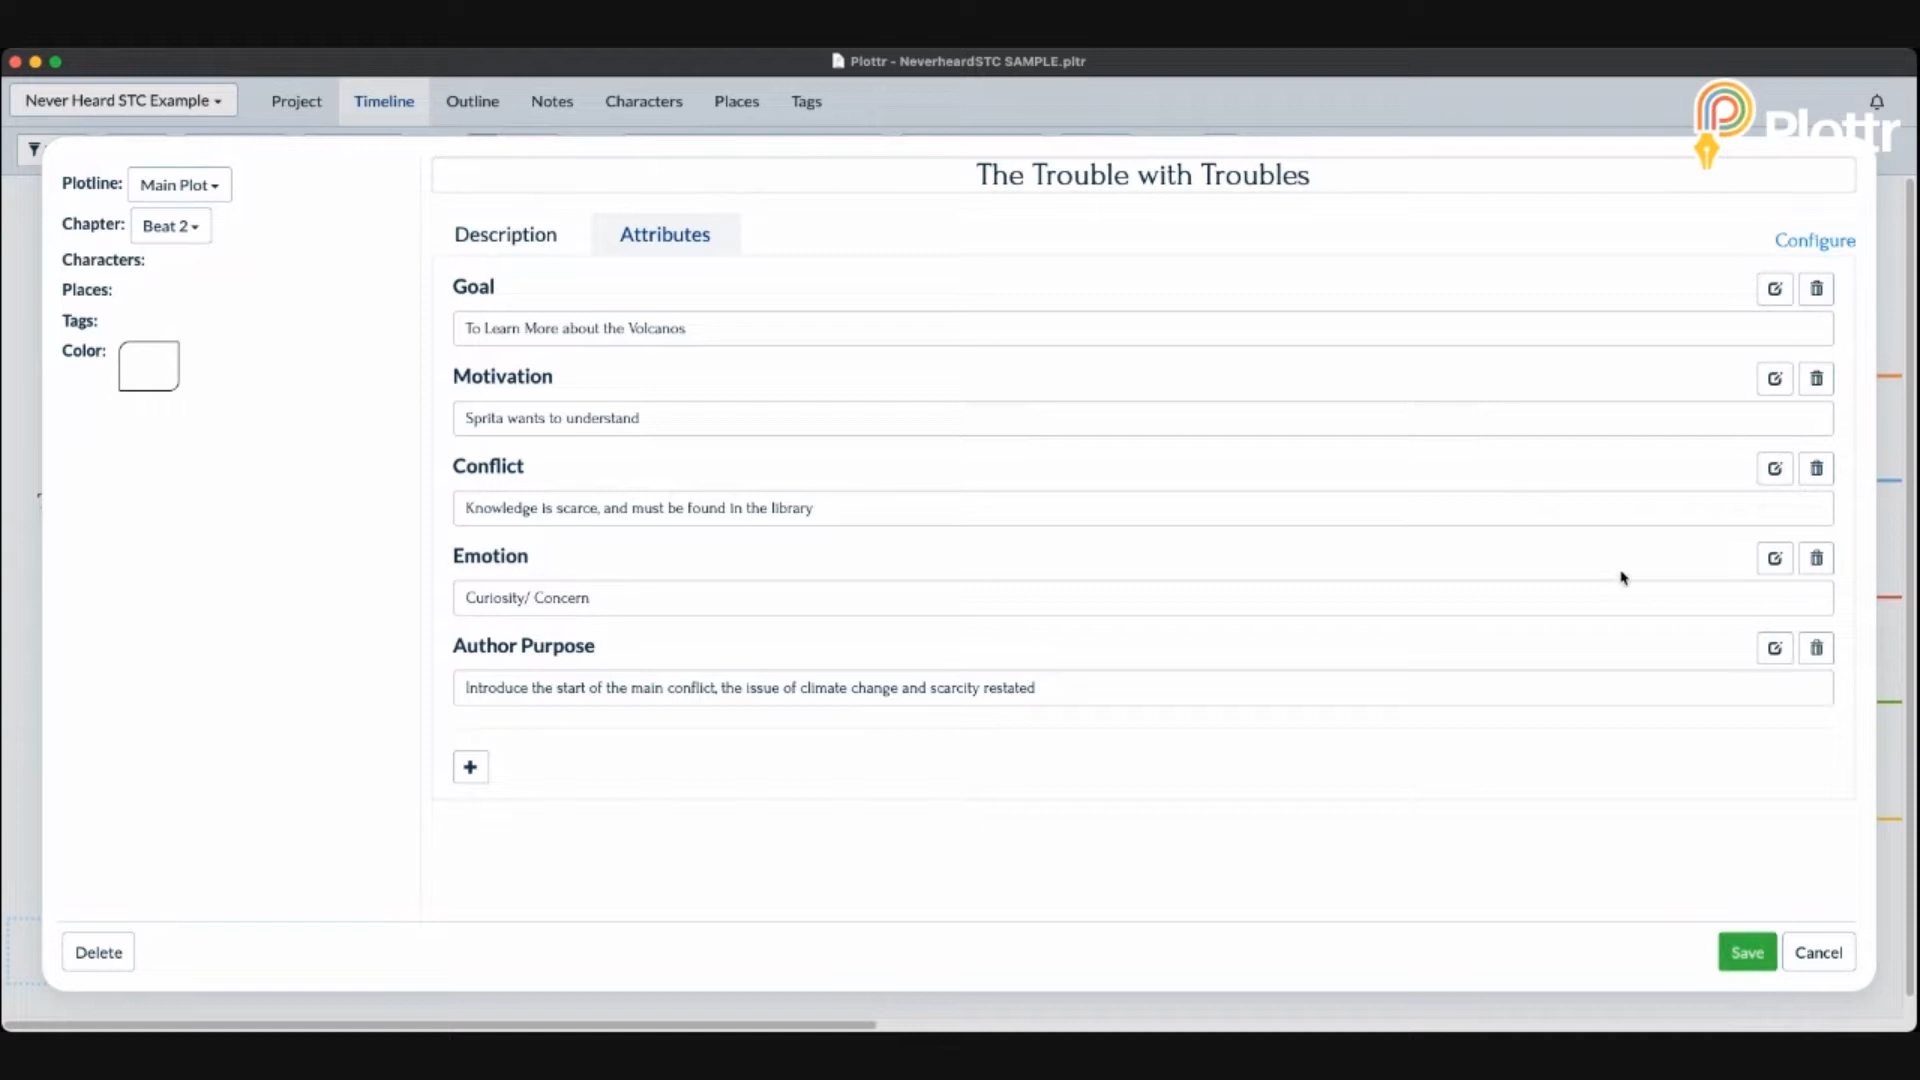 Plottr - NeverheardSTC SAMPLE.pltr
Never Heard STC Example
Project
Timeline
Outline
Notes
Characters
Places
Tags
Plottr
Plotline:
Main Plot
Chapter:
Beat 2
Characters:
Places:
Tags:
Color:
The Trouble with Troubles
Description
Attributes
Configure
Goal
To Learn More about the Volcanos
Motivation
Sprita wants to understand
Conflict
Knowledge is scarce, and must be found in the library
Emotion
Curiosity/ Concern
Author Purpose
Introduce the start of the main conflict, the issue of climate change and scarcity restated
Delete
Save
Cancel